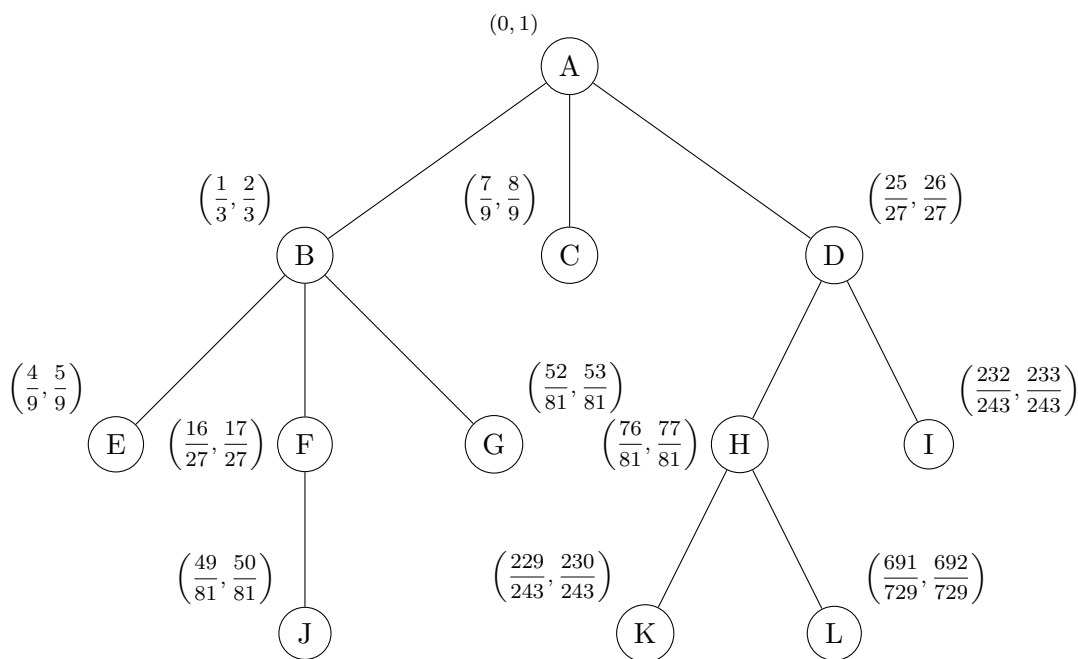 (0, 1)
A
(1/3, 2/3)
(7/9, 8/9)
(25/27, 26/27)
B
C
D
(4/9, 5/9)
(52/81, 53/81)
(232/243, 233/243)
E
(16/27, 17/27)
F
G
(76/81, 77/81)
H
I
(49/81, 50/81)
(229/243, 230/243)
(691/729, 692/729)
J
K
L